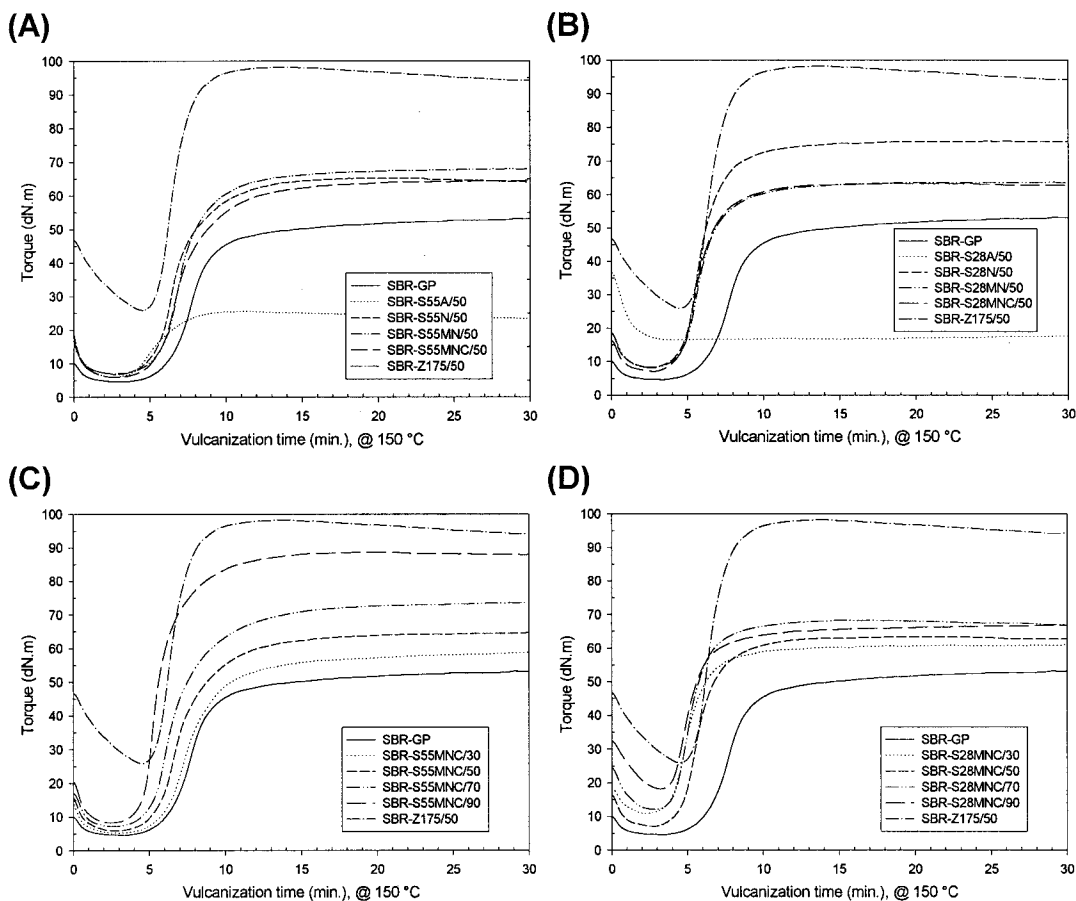 (A)
100
90
80
70
60
50
40
30
20
10
0
Torque (dN.m)
0 5 10 15 20 25 30
Vulcanization time (min.), @ 150 °C
SBR-GP
SBR-S55A/50
SBR-S55N/50
SBR-S55MN/50
SBR-S55MNC/50
SBR-Z175/50
(B)
100
90
80
70
60
50
40
30
20
10
0
Torque (dN.m)
0 5 10 15 20 25 30
Vulcanization time (min.), @ 150 °C
SBR-GP
SBR-S28A/50
SBR-S28N/50
SBR-S28MN/50
SBR-S28MNC/50
SBR-Z175/50
(C)
100
90
80
70
60
50
40
30
20
10
0
Torque (dN.m)
0 5 10 15 20 25 30
Vulcanization time (min.), @ 150 °C
SBR-GP
SBR-S55MNC/30
SBR-S55MNC/50
SBR-S55MNC/70
SBR-S55MNC/90
SBR-Z175/50
(D)
100
90
80
70
60
50
40
30
20
10
0
Torque (dN.m)
0 5 10 15 20 25 30
Vulcanization time (min.), @ 150 °C
SBR-GP
SBR-S28MNC/30
SBR-S28MNC/50
SBR-S28MNC/70
SBR-S28MNC/90
SBR-Z175/50